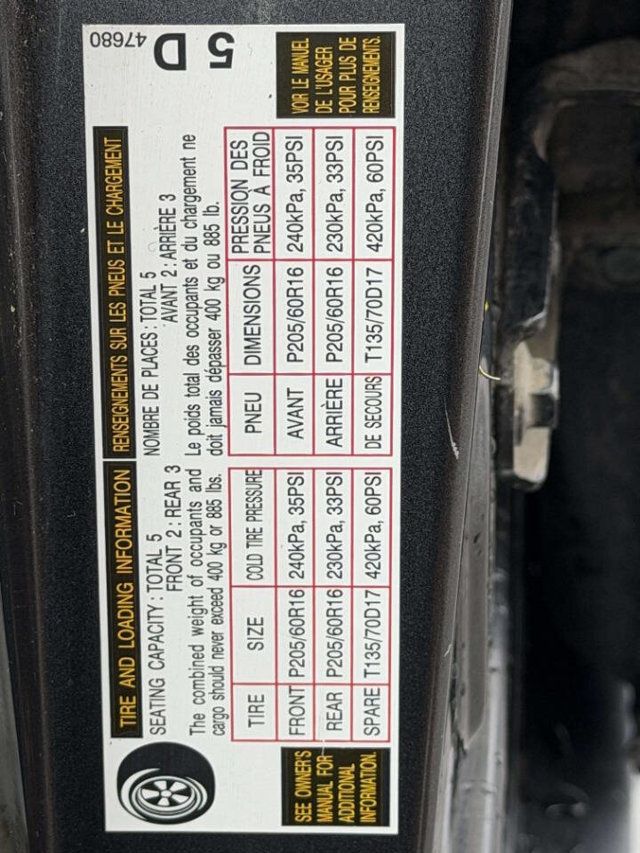 TIRE AND LOADING INFORMATION
SEATING CAPACITY : TOTAL 5
FRONT 2 : REAR 3
The combined weight of occupants and
cargo should never exceed 400 kg or 885 lbs.
TIRE SIZE COLD TIRE PRESSURE
FRONT P205/60R16 240kPa, 35PSI
REAR P205/60R16 230kPa, 33PSI
SPARE T135/70D17 420kPa, 60PSI
SEE OWNER'S
MANUAL FOR
ADDITIONAL
INFORMATION.
RENSEIGNEMENTS SUR LES PNEUS ET LE CHARGEMENT
NOMBRE DE PLACES : TOTAL 5
AVANT 2 : ARRIÈRE 3
Le poids total des occupants et du chargement ne
doit jamais dépasser 400 kg ou 885 lb.
PNEU DIMENSIONS PRESSION DES
PNEUS À FROID
AVANT P205/60R16 240kPa, 35PSI
ARRIÈRE P205/60R16 230kPa, 33PSI
DE SECOURS T135/70D17 420kPa, 60PSI
VOIR LE MANUEL
DE L'USAGER
POUR PLUS DE
RENSEIGNEMENTS.
47680
5 D